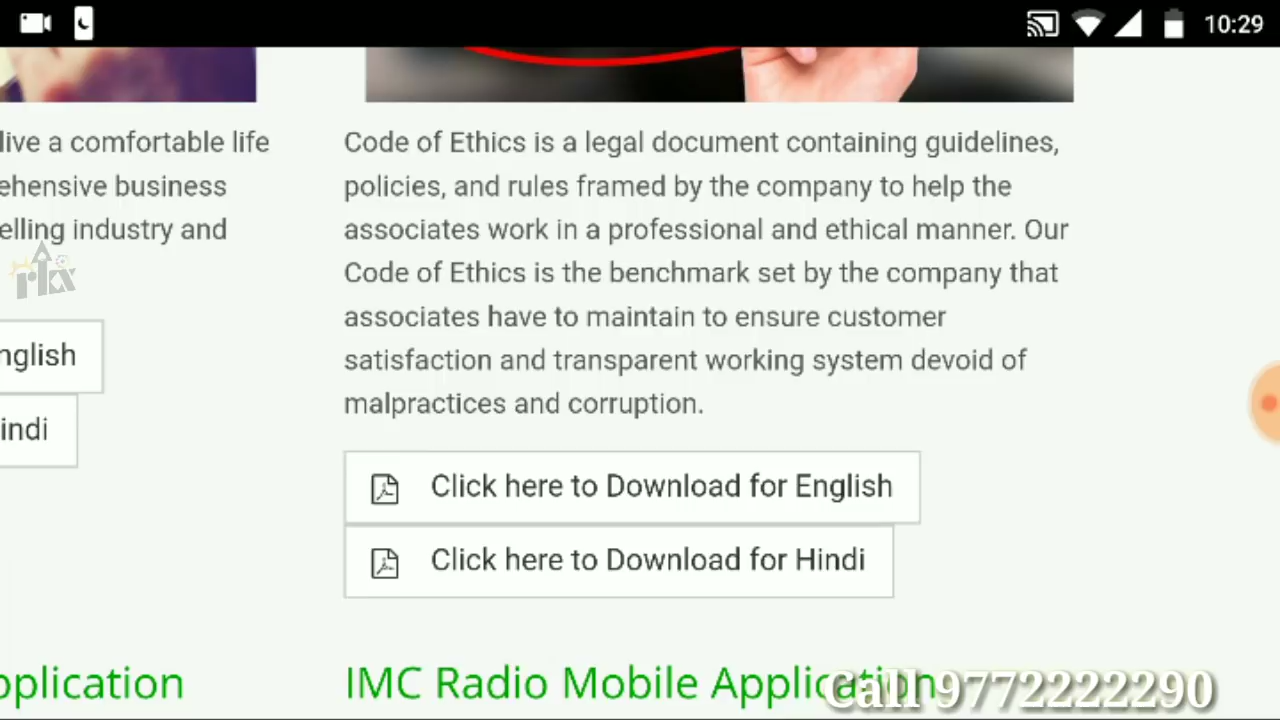 10:29
live a comfortable life
ehensive business
elling industry and
rlx
nglish
indi
Code of Ethics is a legal document containing guidelines,
policies, and rules framed by the company to help the
associates work in a professional and ethical manner. Our
Code of Ethics is the benchmark set by the company that
associates have to maintain to ensure customer
satisfaction and transparent working system devoid of
malpractices and corruption.
Click here to Download for English
Click here to Download for Hindi
pplication
IMC Radio Mobile Application
Call 9772222290